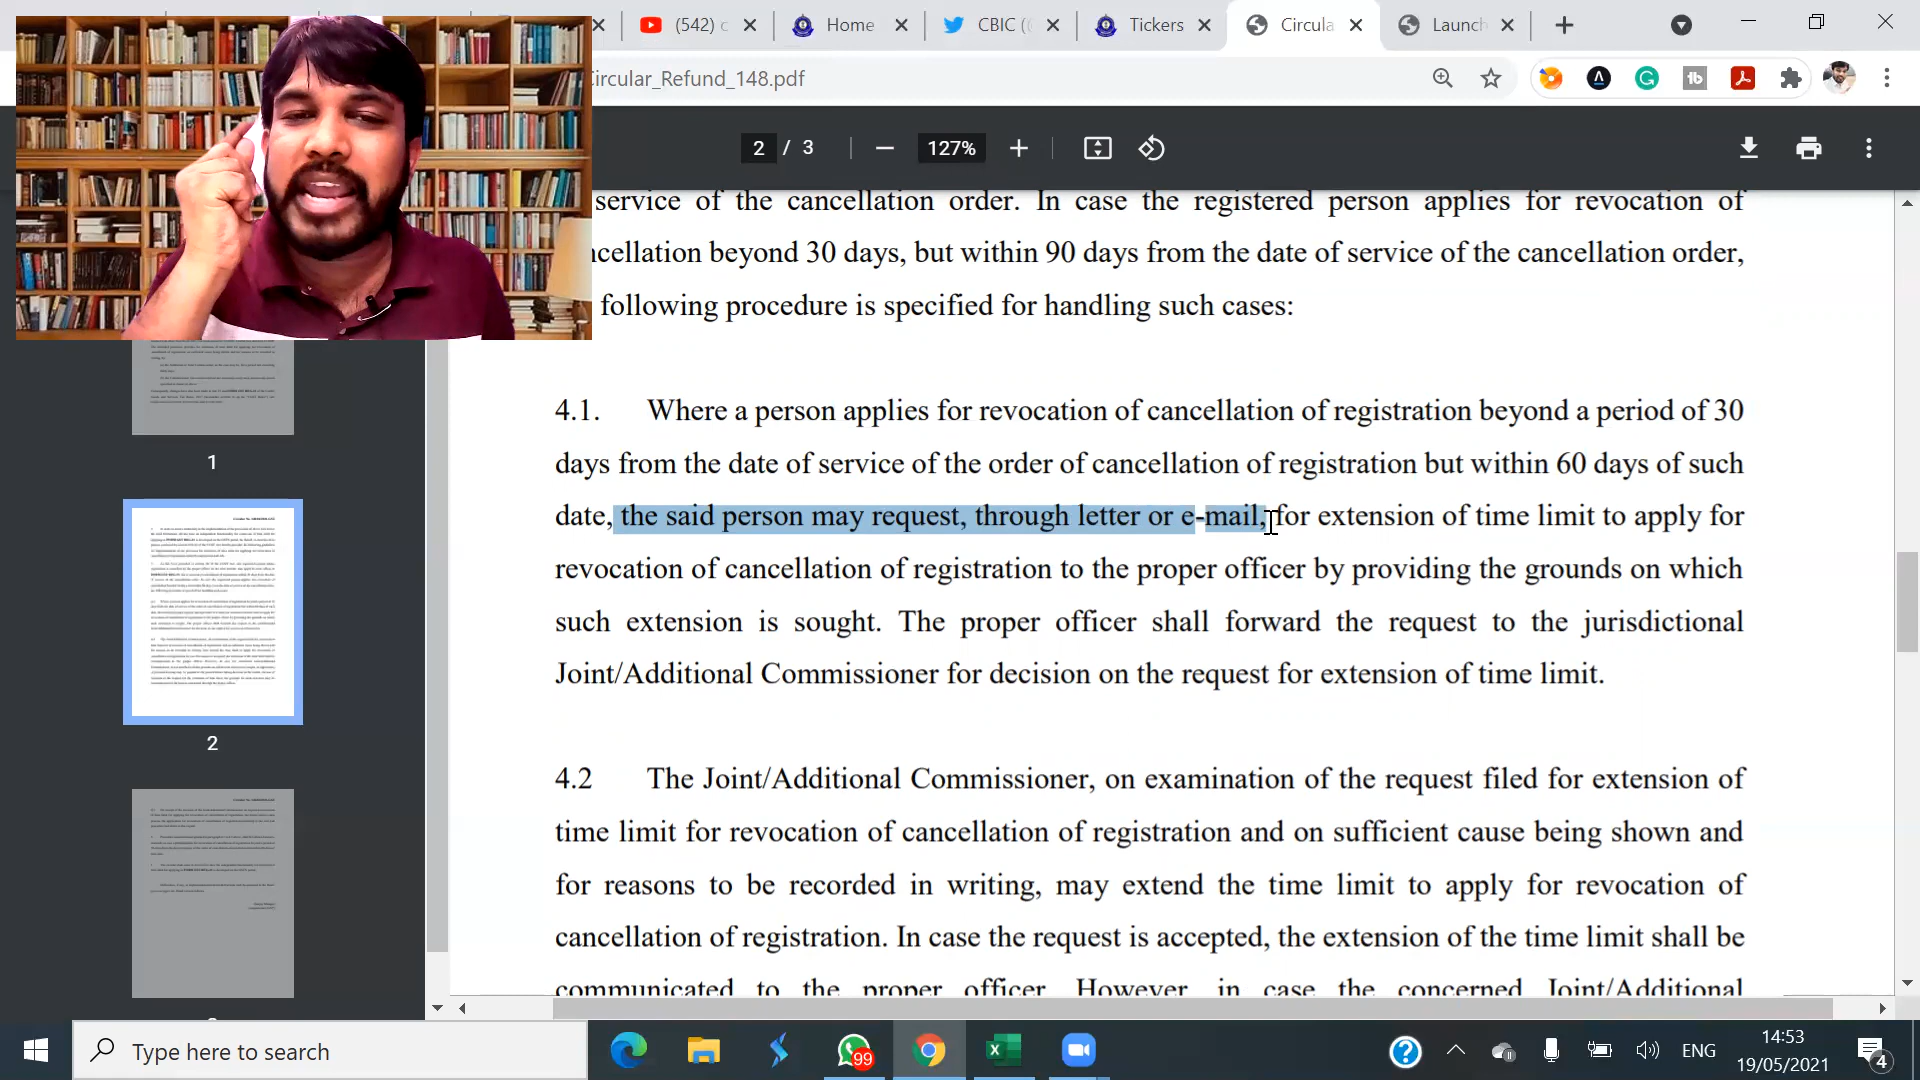 (542) c
Home
CBIC (
Tickers
Circula
Launch
Circular_Refund_148.pdf
2 / 3
127%
service of the cancellation order. In case the registered person applies for revocation of
ncellation beyond 30 days, but within 90 days from the date of service of the cancellation order,
following procedure is specified for handling such cases:
4.1. Where a person applies for revocation of cancellation of registration beyond a period of 30
days from the date of service of the order of cancellation of registration but within 60 days of such
date, the said person may request, through letter or e-mail, for extension of time limit to apply for
revocation of cancellation of registration to the proper officer by providing the grounds on which
such extension is sought. The proper officer shall forward the request to the jurisdictional
Joint/Additional Commissioner for decision on the request for extension of time limit.
4.2 The Joint/Additional Commissioner, on examination of the request filed for extension of
time limit for revocation of cancellation of registration and on sufficient cause being shown and
for reasons to be recorded in writing, may extend the time limit to apply for revocation of
cancellation of registration. In case the request is accepted, the extension of the time limit shall be
communicated to the proper officer. However, in case the concerned Joint/Additional
1
2
Type here to search
99
ENG
14:53
19/05/2021
4